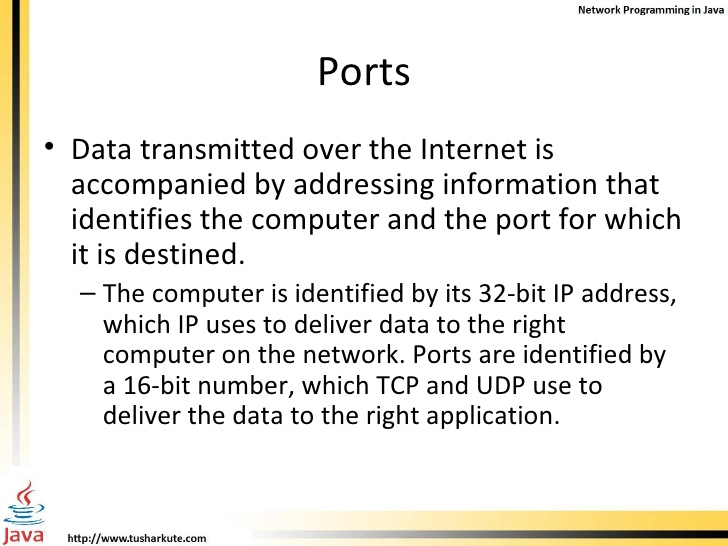 Network Programming in Java
Ports
• Data transmitted over the Internet is
accompanied by addressing information that
identifies the computer and the port for which
it is destined.
– The computer is identified by its 32-bit IP address,
which IP uses to deliver data to the right
computer on the network. Ports are identified by
a 16-bit number, which TCP and UDP use to
deliver the data to the right application.
Java
http://www.tusharkute.com